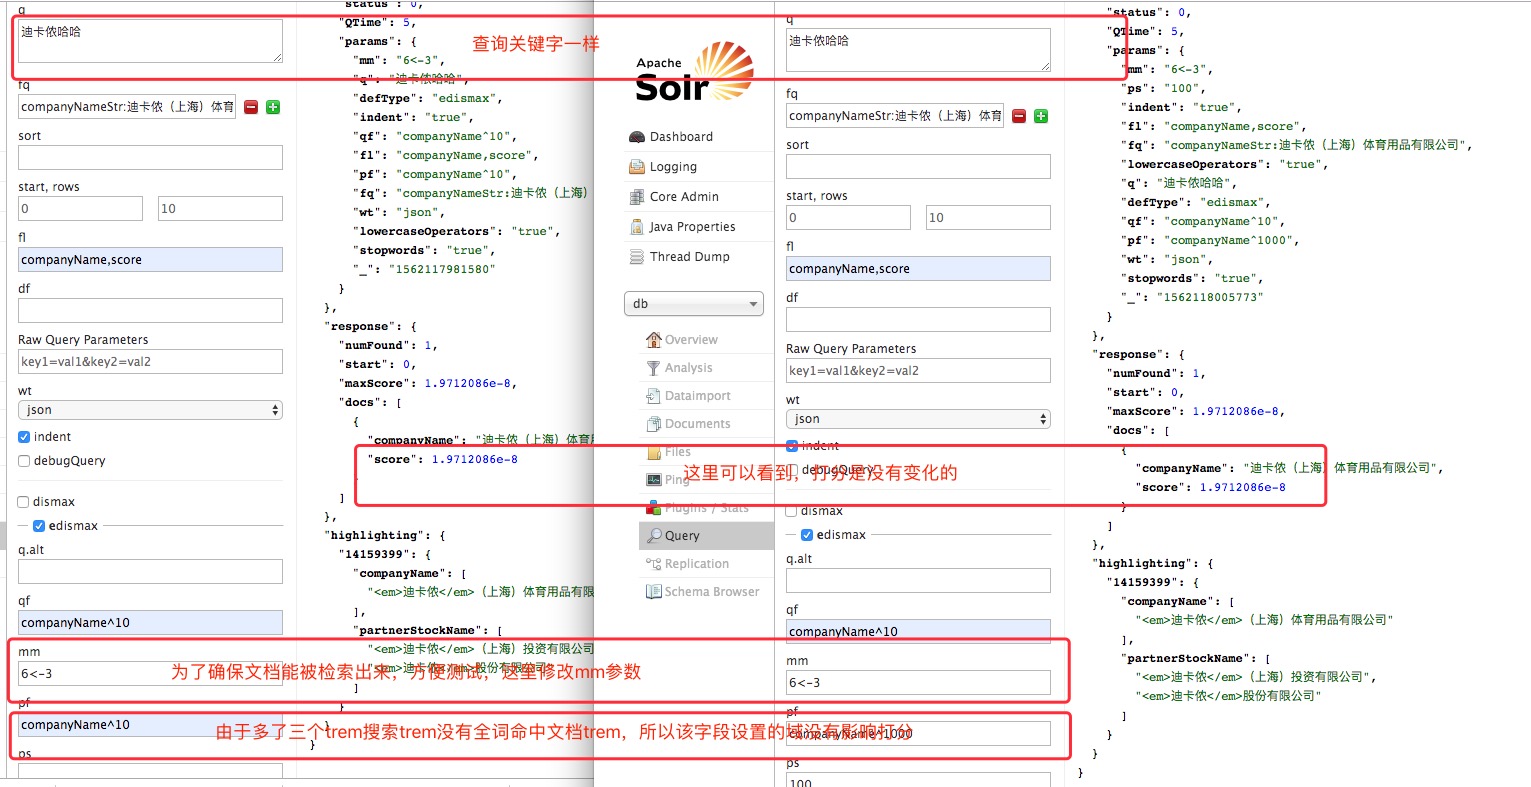 q
迪卡侬哈哈
fq
companyNameStr:迪卡侬（上海）体育
sort
start, rows
0
10
fl
companyName,score
df
Raw Query Parameters
key1=val1&key2=val2
wt
json
indent
debugQuery
dismax
edismax
q.alt
qf
companyName^10
mm
6<-3
pf
companyName^10
ps
"status": 0,
"QTime": 5,
"params": {
"mm": "6<-3",
"q": "迪卡侬哈哈",
"defType": "edismax",
"indent": "true",
"qf": "companyName^10",
"fl": "companyName,score",
"pf": "companyName^10",
"fq": "companyNameStr:迪卡侬（上海）
"wt": "json",
"lowercaseOperators": "true",
"stopwords": "true",
"_": "1562117981580"
}
},
"response": {
"numFound": 1,
"start": 0,
"maxScore": 1.9712086e-8,
"docs": [
{
"companyName": "迪卡侬（上海）体育
"score": 1.9712086e-8
]
},
"highlighting": {
"14159399": {
"companyName": [
"<em>迪卡侬</em>（上海）体育用品有限
],
"partnerStockName": [
"<em>迪卡侬</em>（上海）投资有限公司
"<em>迪卡侬</em>股份有限公司"
]
}
}
}
查询关键字一样
这里可以看到，打分是没有变化的
为了确保文档能被检索出来，方便测试，这里修改mm参数
由于多了三个trem搜索trem没有全词命中文档trem，所以该字段设置的域没有影响打分
Apache
Solr
Dashboard
Logging
Core Admin
Java Properties
Thread Dump
db
Overview
Analysis
Dataimport
Documents
Files
Ping
Plugins / Stats
Query
Replication
Schema Browser
q
迪卡侬哈哈
fq
companyNameStr:迪卡侬（上海）体育
sort
start, rows
0
10
fl
companyName,score
df
Raw Query Parameters
key1=val1&key2=val2
wt
json
indent
debugQuery
dismax
edismax
q.alt
qf
companyName^10
mm
6<-3
pf
companyName^1000
ps
100
"status": 0,
"QTime": 5,
"params": {
"mm": "6<-3",
"ps": "100",
"indent": "true",
"fl": "companyName,score",
"fq": "companyNameStr:迪卡侬（上海）体育用品有限公司",
"lowercaseOperators": "true",
"q": "迪卡侬哈哈",
"defType": "edismax",
"qf": "companyName^10",
"pf": "companyName^1000",
"wt": "json",
"stopwords": "true",
"_": "1562118005773"
}
},
"response": {
"numFound": 1,
"start": 0,
"maxScore": 1.9712086e-8,
"docs": [
{
"companyName": "迪卡侬（上海）体育用品有限公司",
"score": 1.9712086e-8
}
]
},
"highlighting": {
"14159399": {
"companyName": [
"<em>迪卡侬</em>（上海）体育用品有限公司"
],
"partnerStockName": [
"<em>迪卡侬</em>（上海）投资有限公司",
"<em>迪卡侬</em>股份有限公司"
]
}
}
}